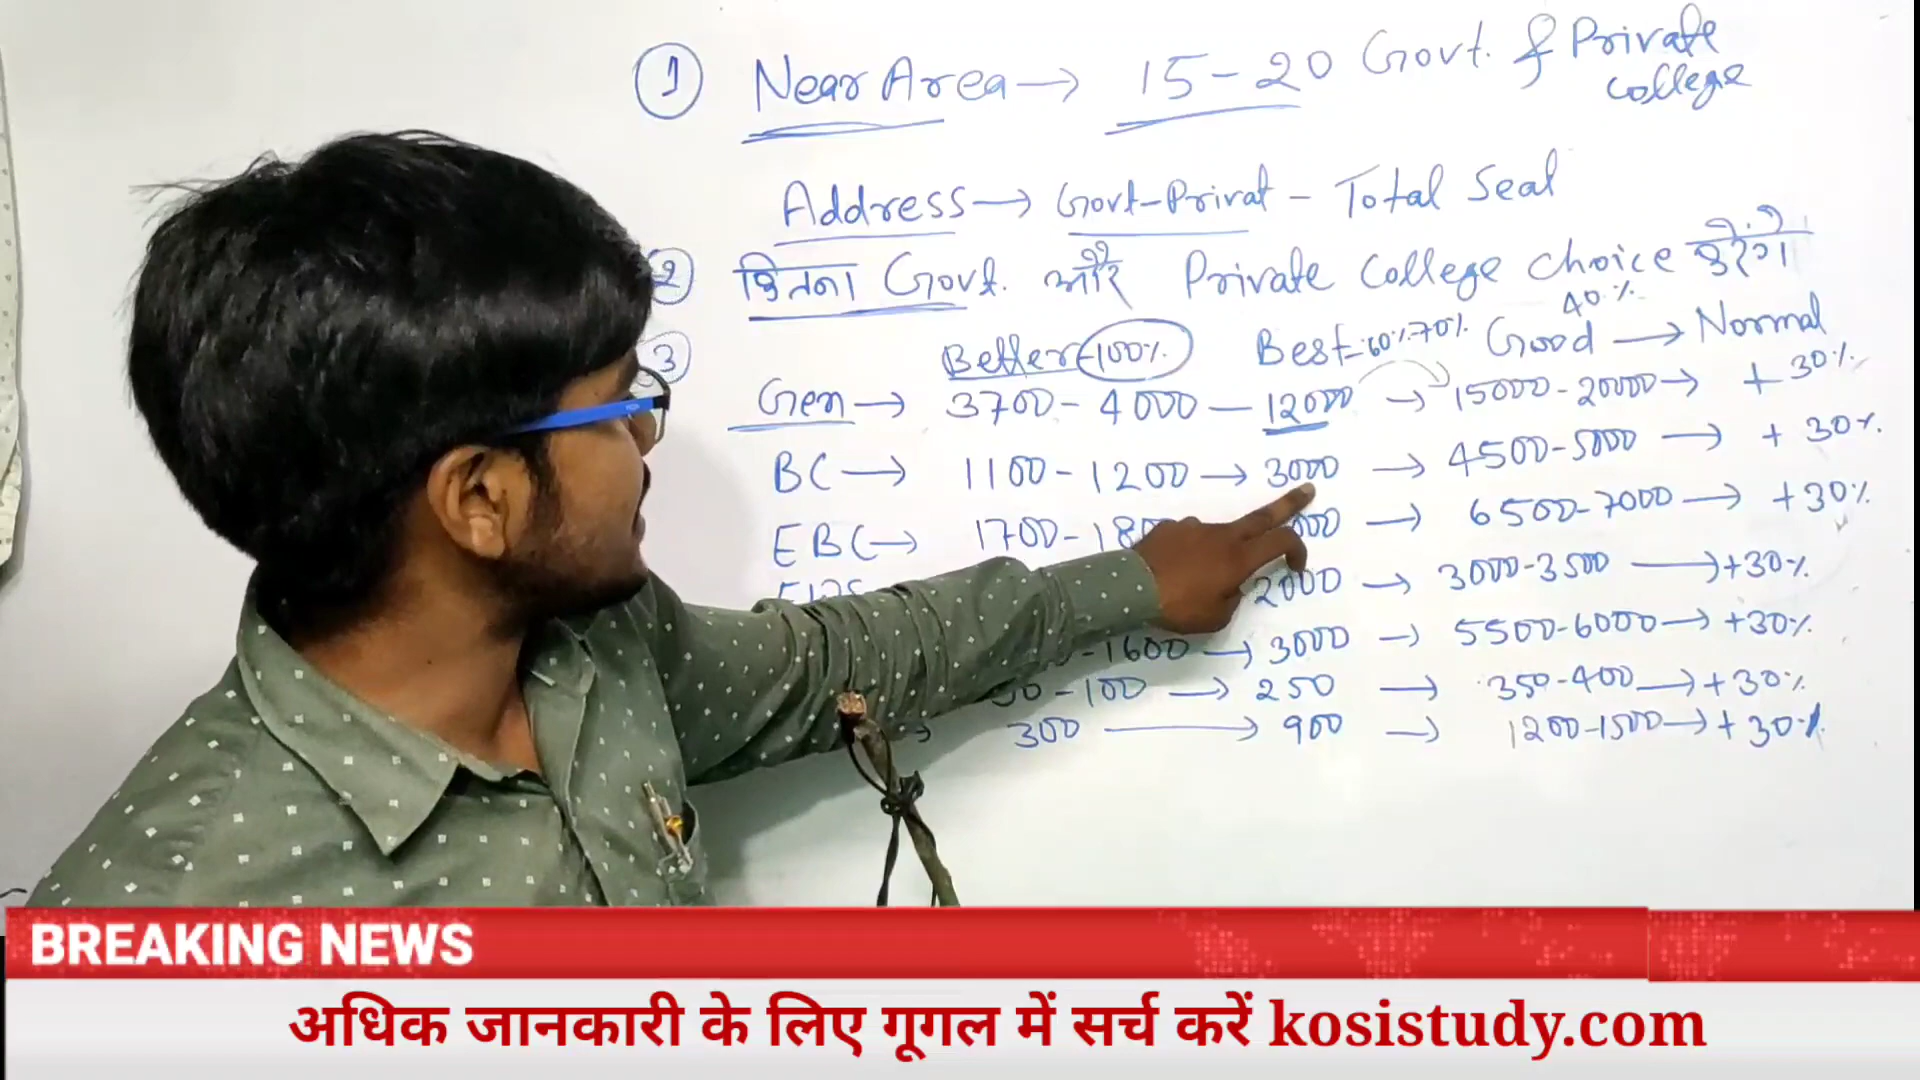 1 Near Area → 15-20 Govt. & Private College
Address → Govt-Privat - Total Seat
2 कितना Govt. और Private College choice करेगा
3 Better-100% Best-60%-70% Good 40% → Normal
Gen → 3700-4000 - 12000 → 15000-20000 → +30%
BC → 1100-1200 → 3000 → 4500-5000 → +30%
EBC → 1700- → 6500-7000 → +30%
2000 → 3000-3500 → +30%
-1600 → 3000 → 5500-6000 → +30%
-100 → 250 → 350-400 → +30%
→ 300 → 900 → 1200-1500 → +30%
BREAKING NEWS
अधिक जानकारी के लिए गूगल में सर्च करें kosistudy.com